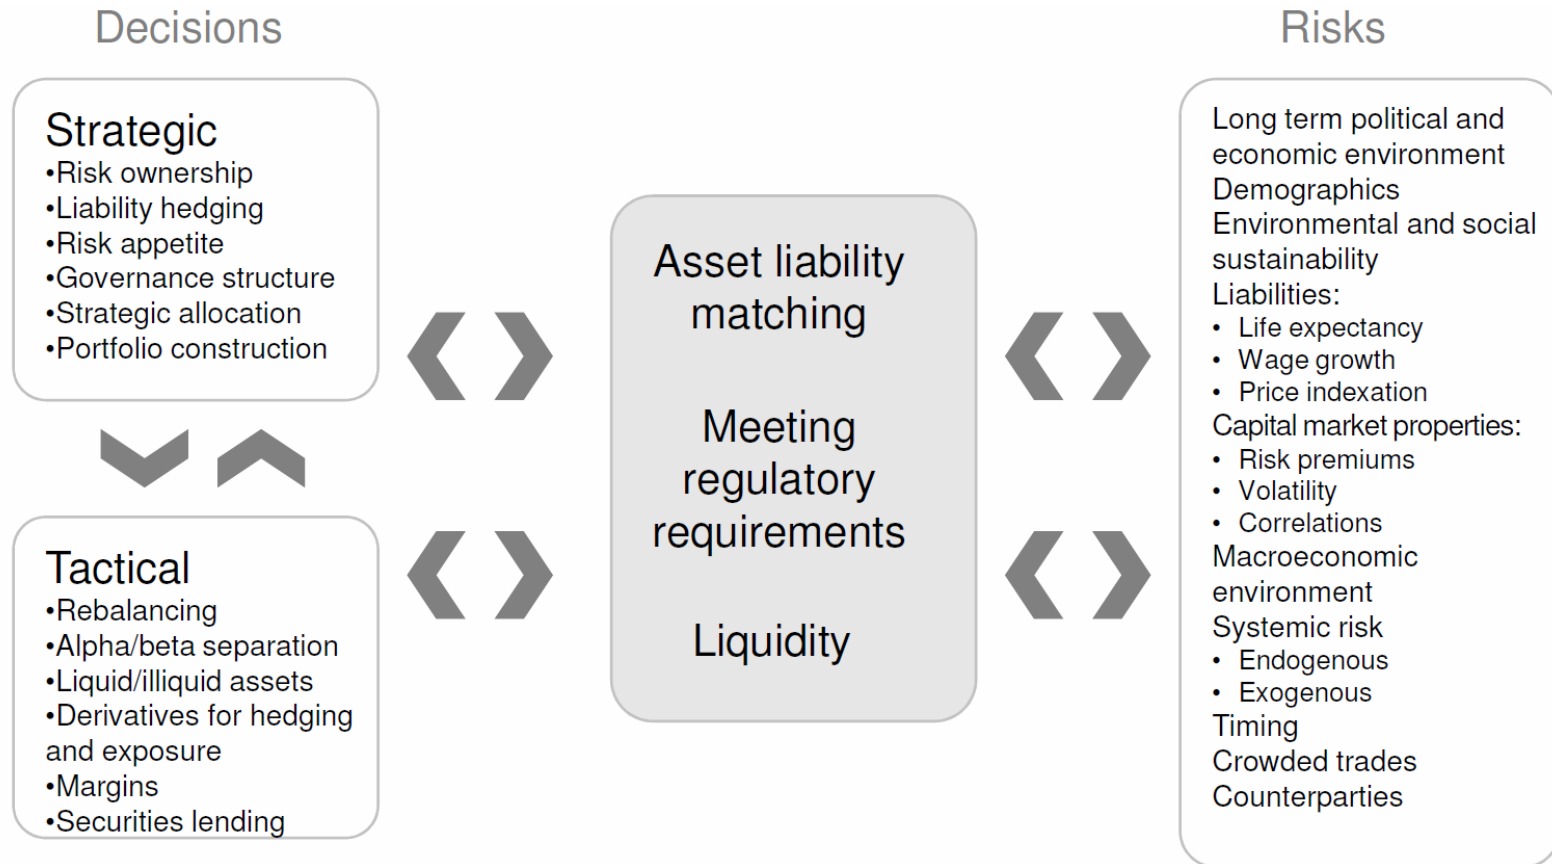 Decisions
Risks
Strategic
•Risk ownership
•Liability hedging
•Risk appetite
•Governance structure
•Strategic allocation
•Portfolio construction
Tactical
•Rebalancing
•Alpha/beta separation
•Liquid/illiquid assets
•Derivatives for hedging
and exposure
•Margins
•Securities lending
Asset liability
matching
Meeting
regulatory
requirements
Liquidity
Long term political and
economic environment
Demographics
Environmental and social
sustainability
Liabilities:
• Life expectancy
• Wage growth
• Price indexation
Capital market properties:
• Risk premiums
• Volatility
• Correlations
Macroeconomic
environment
Systemic risk
• Endogenous
• Exogenous
Timing
Crowded trades
Counterparties